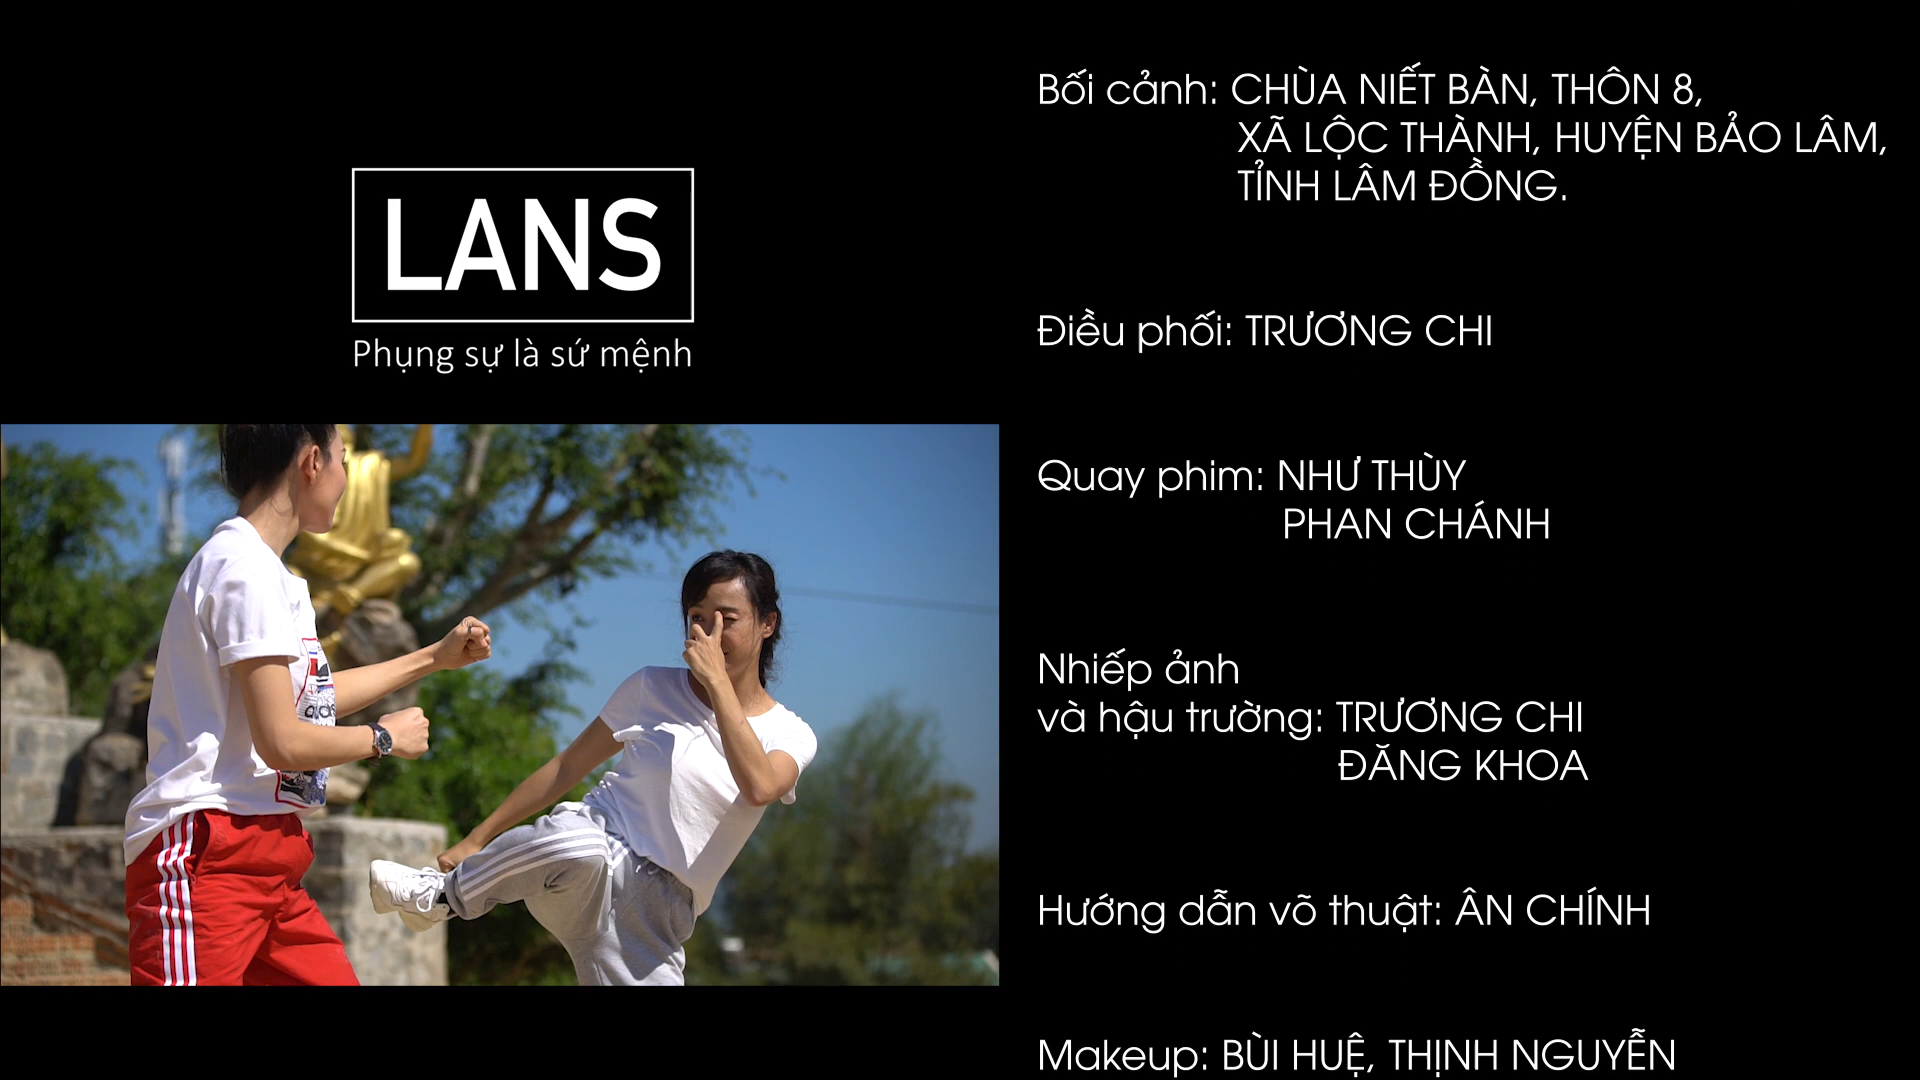 LANS
Phụng sự là sứ mệnh
Bối cảnh: CHÙA NIẾT BÀN, THÔN 8,
XÃ LỘC THÀNH, HUYỆN BẢO LÂM,
TỈNH LÂM ĐỒNG.
Điều phối: TRƯƠNG CHI
Quay phim: NHƯ THÙY
PHAN CHÁNH
Nhiếp ảnh
và hậu trường: TRƯƠNG CHI
ĐĂNG KHOA
Hướng dẫn võ thuật: ÂN CHÍNH
Makeup: BÙI HUỆ, THỊNH NGUYỄN